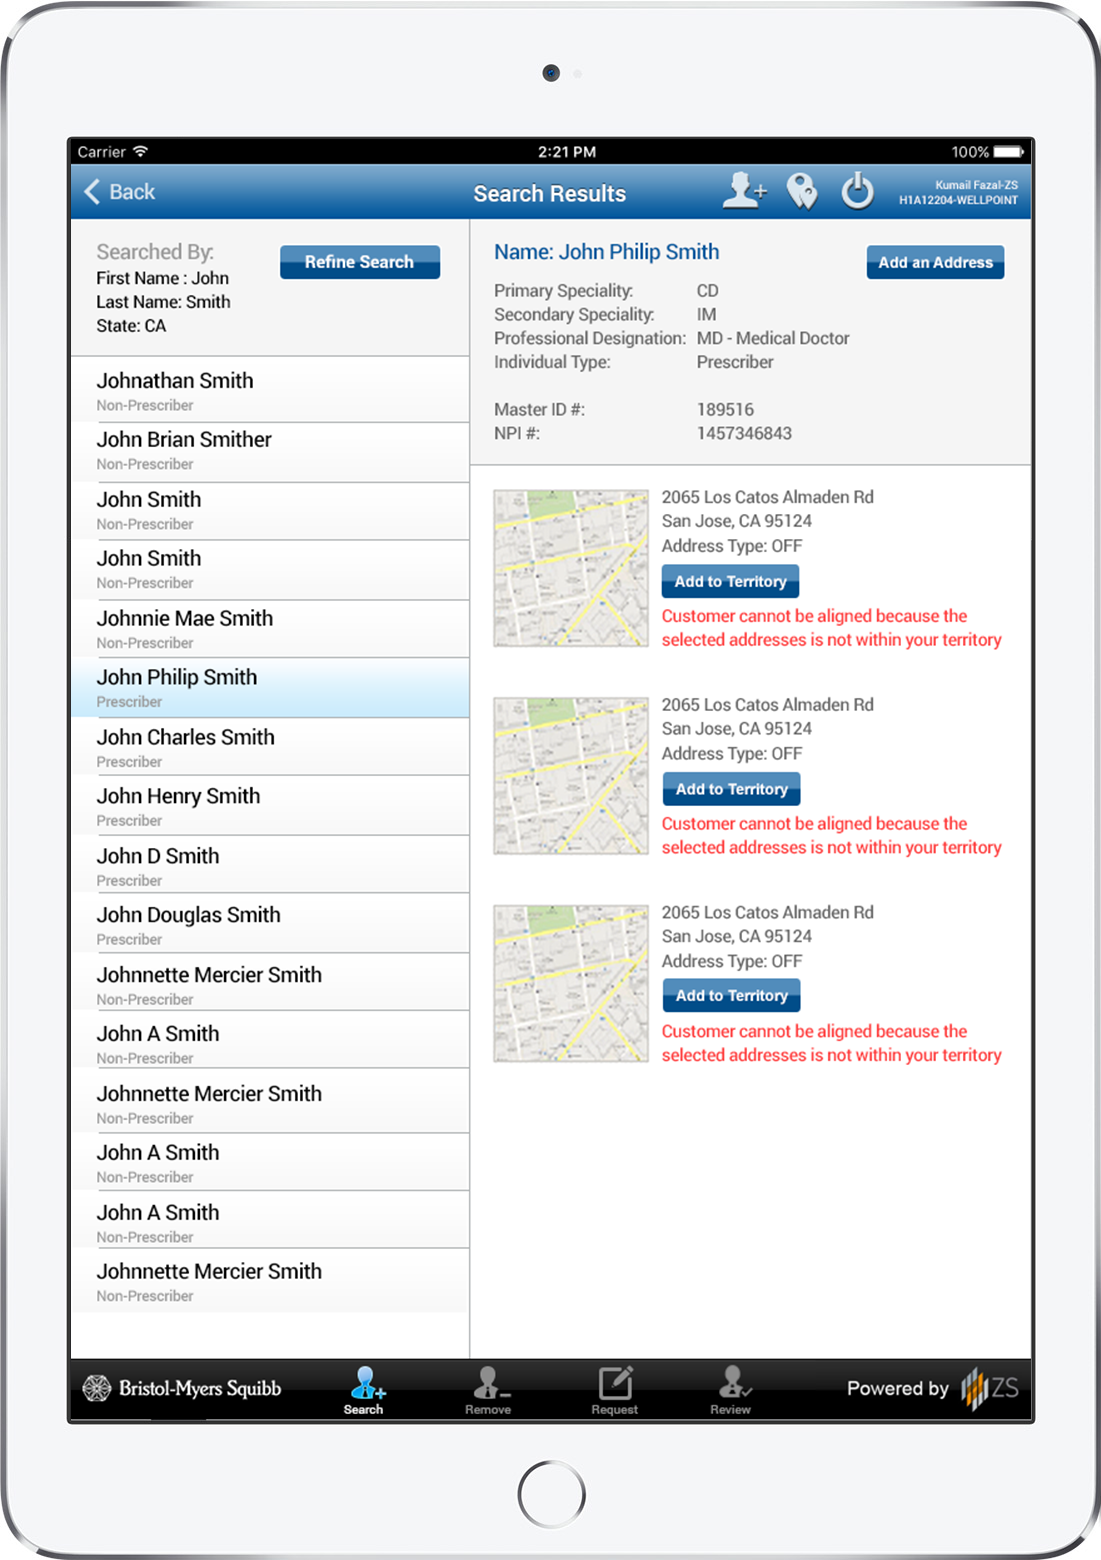 Carrier
2:21 PM
100%
Back
Search Results
Kumail Fazal-ZS
H1A12204-WELLPOINT
Searched By:
First Name : John
Last Name: Smith
State: CA
Refine Search
Johnathan Smith
Non-Prescriber
John Brian Smither
Non-Prescriber
John Smith
Non-Prescriber
John Smith
Non-Prescriber
Johnnie Mae Smith
Non-Prescriber
John Philip Smith
Prescriber
John Charles Smith
Prescriber
John Henry Smith
Prescriber
John D Smith
Prescriber
John Douglas Smith
Prescriber
Johnnette Mercier Smith
Non-Prescriber
John A Smith
Non-Prescriber
Johnnette Mercier Smith
Non-Prescriber
John A Smith
Non-Prescriber
John A Smith
Non-Prescriber
Johnnette Mercier Smith
Non-Prescriber
Name: John Philip Smith
Add an Address
Primary Speciality: CD
Secondary Speciality: IM
Professional Designation: MD - Medical Doctor
Individual Type: Prescriber
Master ID #: 189516
NPI #: 1457346843
2065 Los Catos Almaden Rd
San Jose, CA 95124
Address Type: OFF
Add to Territory
Customer cannot be aligned because the
selected addresses is not within your territory
2065 Los Catos Almaden Rd
San Jose, CA 95124
Address Type: OFF
Add to Territory
Customer cannot be aligned because the
selected addresses is not within your territory
2065 Los Catos Almaden Rd
San Jose, CA 95124
Address Type: OFF
Add to Territory
Customer cannot be aligned because the
selected addresses is not within your territory
Bristol-Myers Squibb
Search
Remove
Request
Review
Powered by ZS